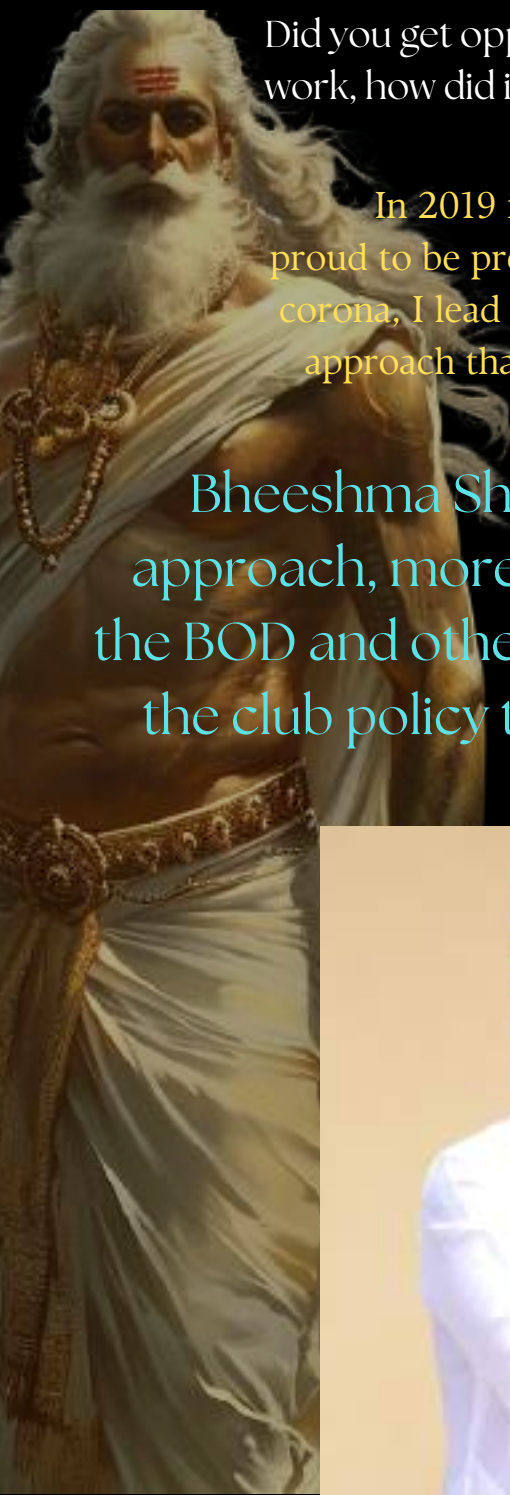 Did you get opp
work, how did i
In 2019
proud to be pre
corona, I lead
approach tha
Bheeshma Sh
approach, more
the BOD and othe
the club policy t